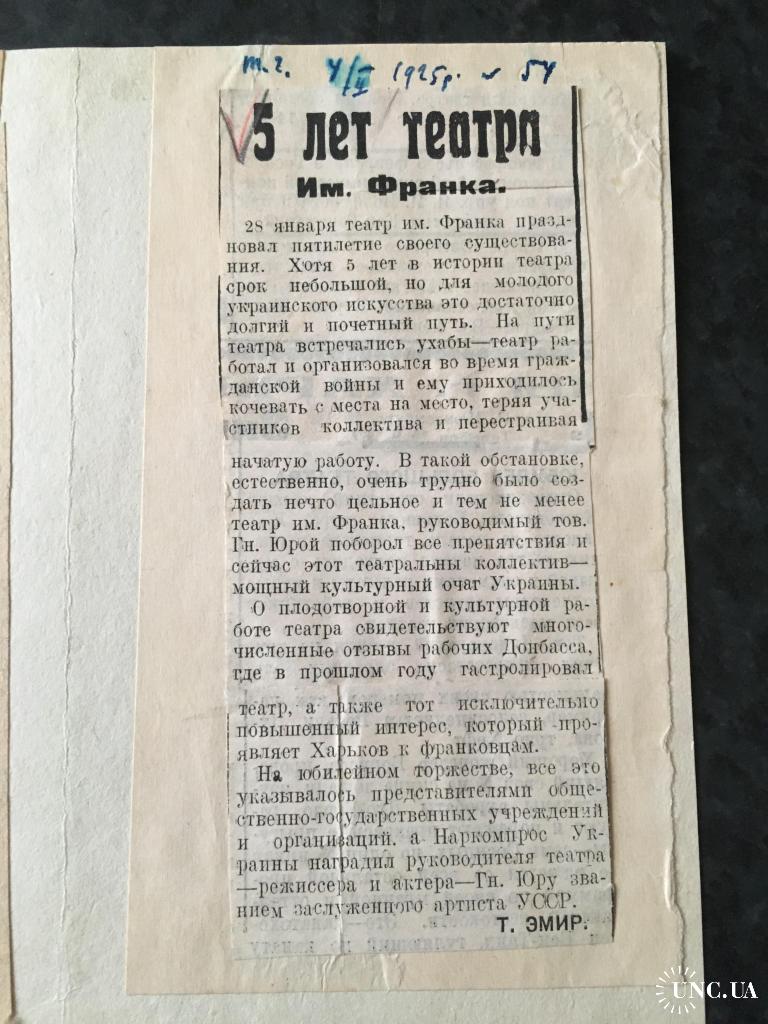 т. г. 4/II 1925р. № 54
5 лет театра
Им. Франка.
28 января театр им. Франка празд-
новал пятилетие своего существова-
ния. Хотя 5 лет в истории театра
срок небольшой, но для молодого
украинского искусства это достаточно
долгий и почетный путь. На пути
театра встречались ухабы—театр ра-
ботал и организовался во время граж-
данской войны и ему приходилось
кочевать с места на место, теряя уча-
стников коллектива и перестраивая
начатую работу. В такой обстановке,
естественно, очень трудно было соз-
дать нечто цельное и тем не менее
театр им. Франка, руководимый тов.
Гн. Юрой поборол все препятствия и
сейчас этот театральны коллектив—
мощный культурный очаг Украины.
О плодотворной и культурной ра-
боте театра свидетельствуют много-
численные отзывы рабочих Донбасса,
где в прошлом году гастролировал
театр, а также тот исключительно
повышенный интерес, который про-
являет Харьков к франковцам.
На юбилейном торжестве, все это
указывалось представителями обще-
ственно-государственных учреждений
и организаций. а Наркомпрос Ук-
раины наградил руководителя театра
—режиссера и актера—Гн. Юру зва-
нием заслуженного артиста УССР.
Т. ЭМИР.
UNC.UA